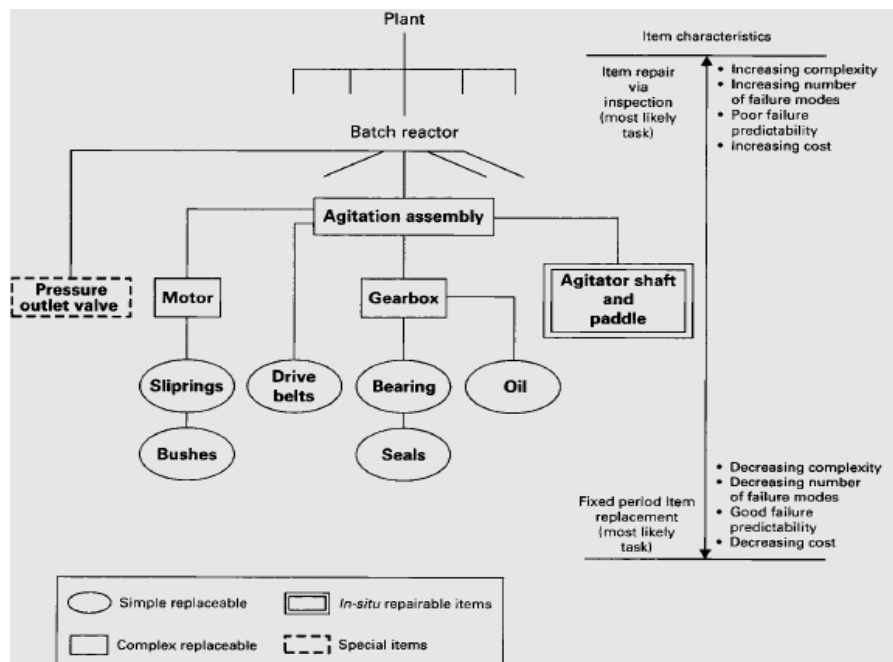 Plant
Item characteristics
Item repair
via
inspection
(most likely
task)
• Increasing complexity
• Increasing number
of failure modes
• Poor failure
predictability
• Increasing cost
Batch reactor
Agitation assembly
Pressure
outlet valve
Motor
Gearbox
Agitator shaft
and
paddle
Sliprings
Drive
belts
Bearing
Oil
Bushes
Seals
Fixed period item
replacement
(most likely
task)
• Decreasing complexity
• Decreasing number
of failure modes
• Good failure
predictability
• Decreasing cost
Simple replaceable
In-situ repairable items
Complex replaceable
Special items